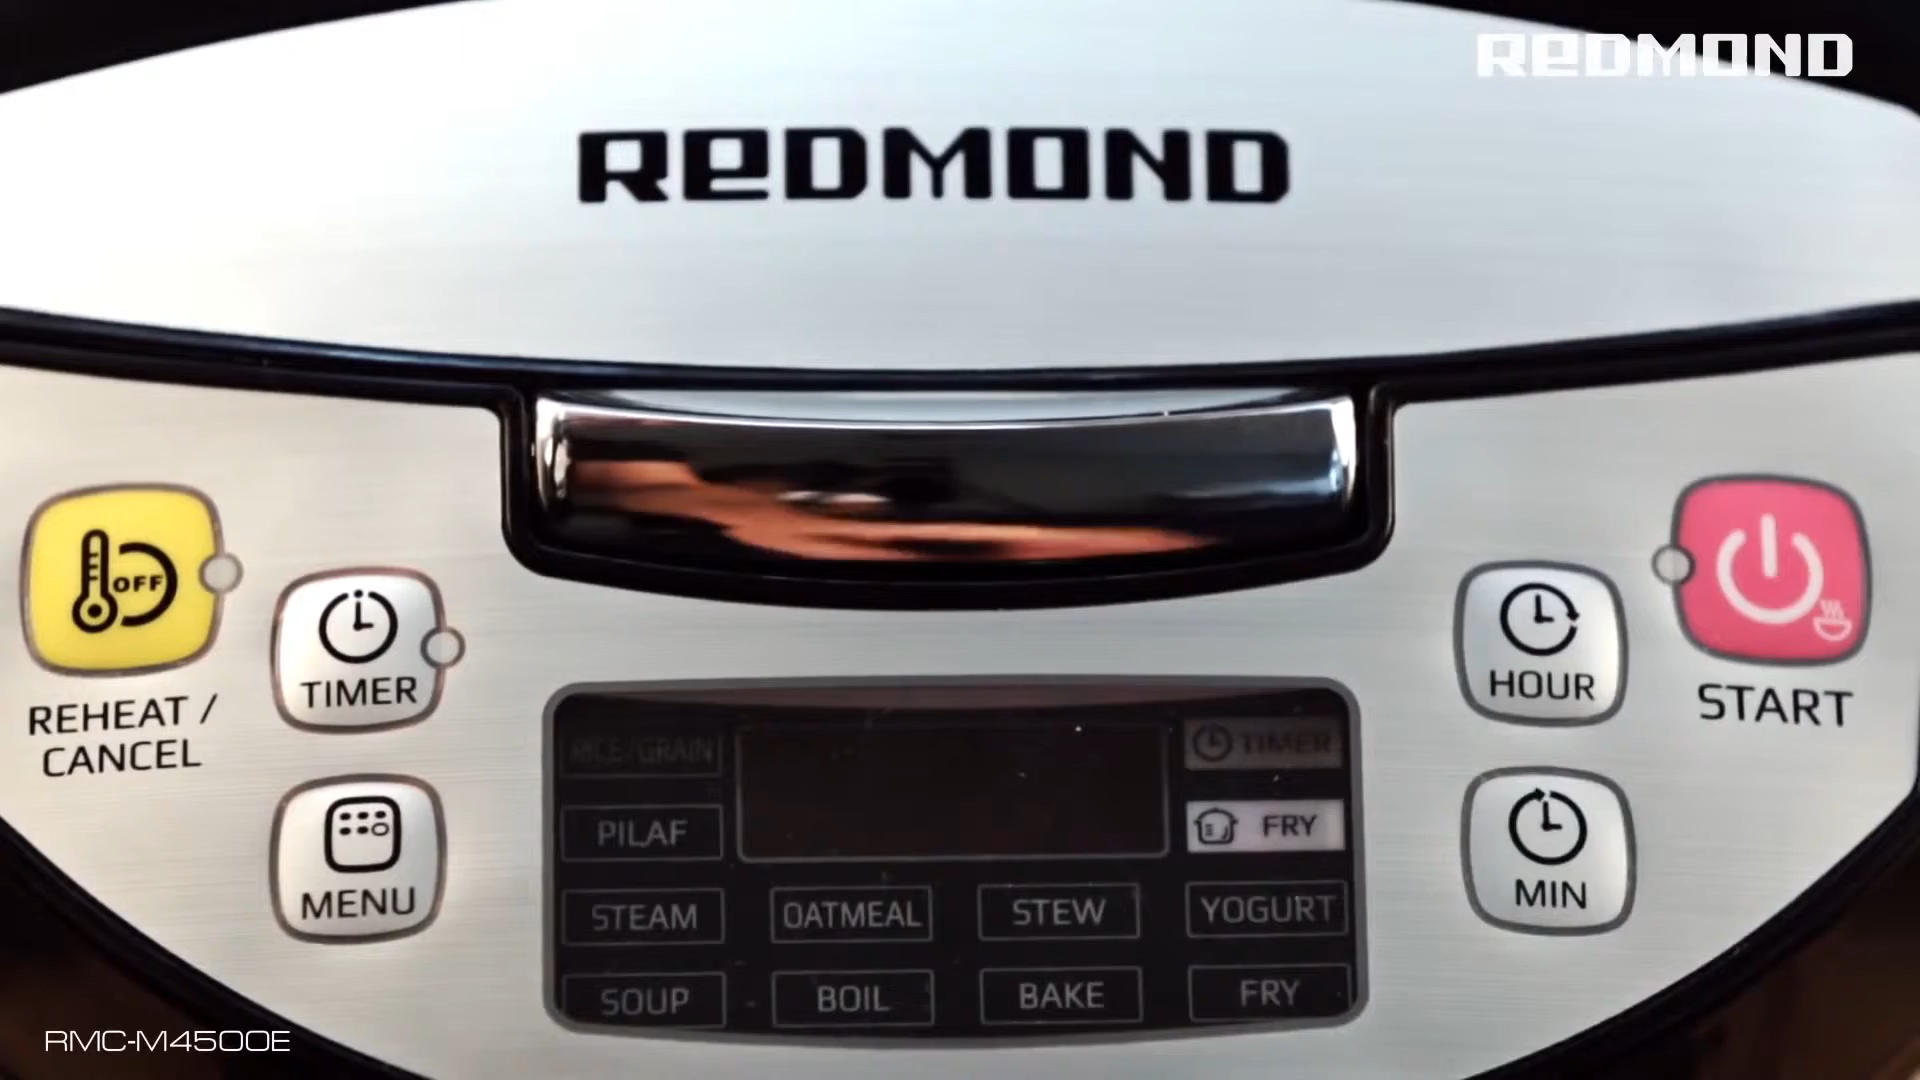 REDMOND
REDMOND
OFF
REHEAT /
CANCEL
TIMER
MENU
RICE/GRAIN
PILAF
STEAM
SOUP
OATMEAL
BOIL
STEW
BAKE
TIMER
FRY
YOGURT
FRY
HOUR
MIN
START
RMC-M4500E